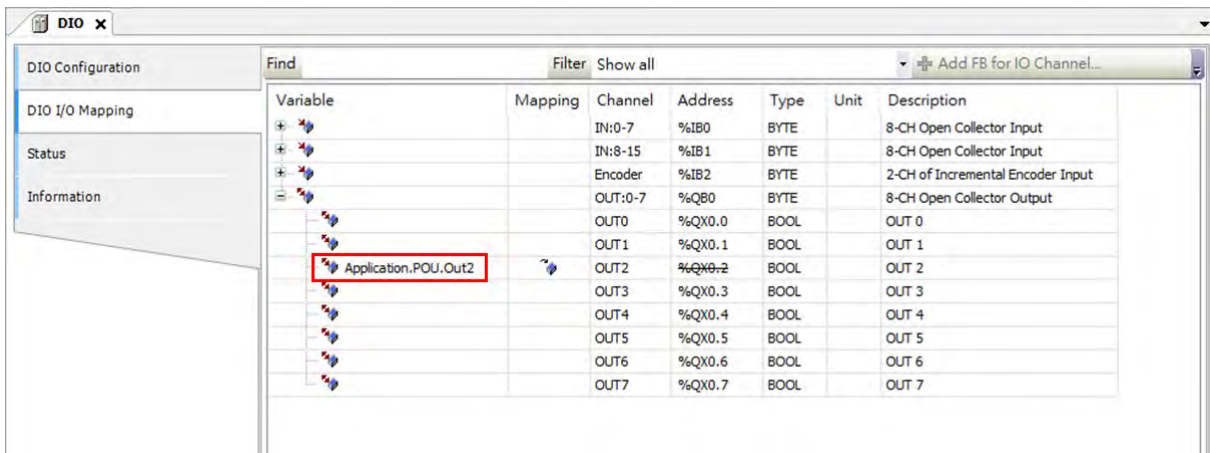 DIO
DIO Configuration
DIO I/O Mapping
Status
Information
Find Filter Show all Add FB for IO Channel...
Variable Mapping Channel Address Type Unit Description
IN:0-7 %IB0 BYTE 8-CH Open Collector Input
IN:8-15 %IB1 BYTE 8-CH Open Collector Input
Encoder %IB2 BYTE 2-CH of Incremental Encoder Input
OUT:0-7 %QB0 BYTE 8-CH Open Collector Output
OUT0 %QX0.0 BOOL OUT 0
OUT1 %QX0.1 BOOL OUT 1
Application.POU.Out2 OUT2 %QX0.2 BOOL OUT 2
OUT3 %QX0.3 BOOL OUT 3
OUT4 %QX0.4 BOOL OUT 4
OUT5 %QX0.5 BOOL OUT 5
OUT6 %QX0.6 BOOL OUT 6
OUT7 %QX0.7 BOOL OUT 7